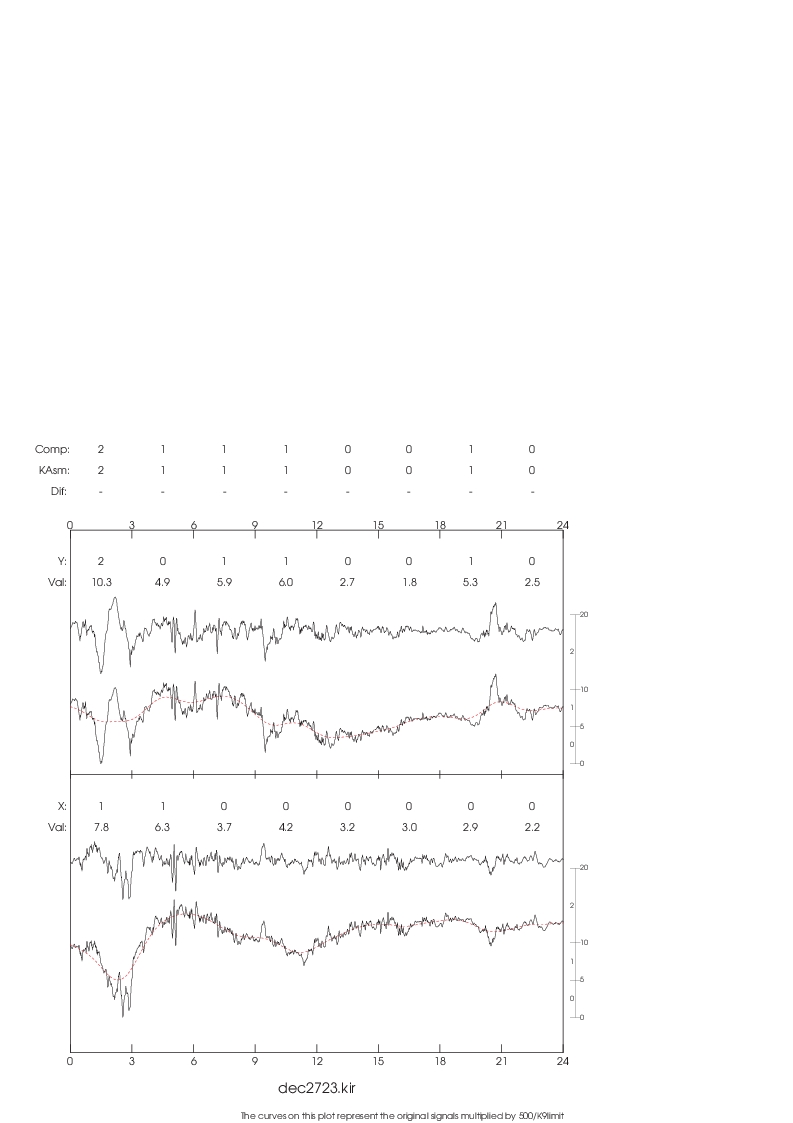 Comp: 2 1 1 1 0 0 1 0
KAsm: 2 1 1 1 0 0 1 0
Dif: - - - - - - - -
0 3 6 9 12 15 18 21 24
Y: 2 0 1 1 0 0 1 0
Val: 10.3 4.9 5.9 6.0 2.7 1.8 5.3 2.5
20
2
10
1
5
0
0
X: 1 1 0 0 0 0 0 0
Val: 7.8 6.3 3.7 4.2 3.2 3.0 2.9 2.2
20
2
10
1
5
0
0
0 3 6 9 12 15 18 21 24
dec2723.kir
The curves on this plot represent the original signals multiplied by 500/K9limit